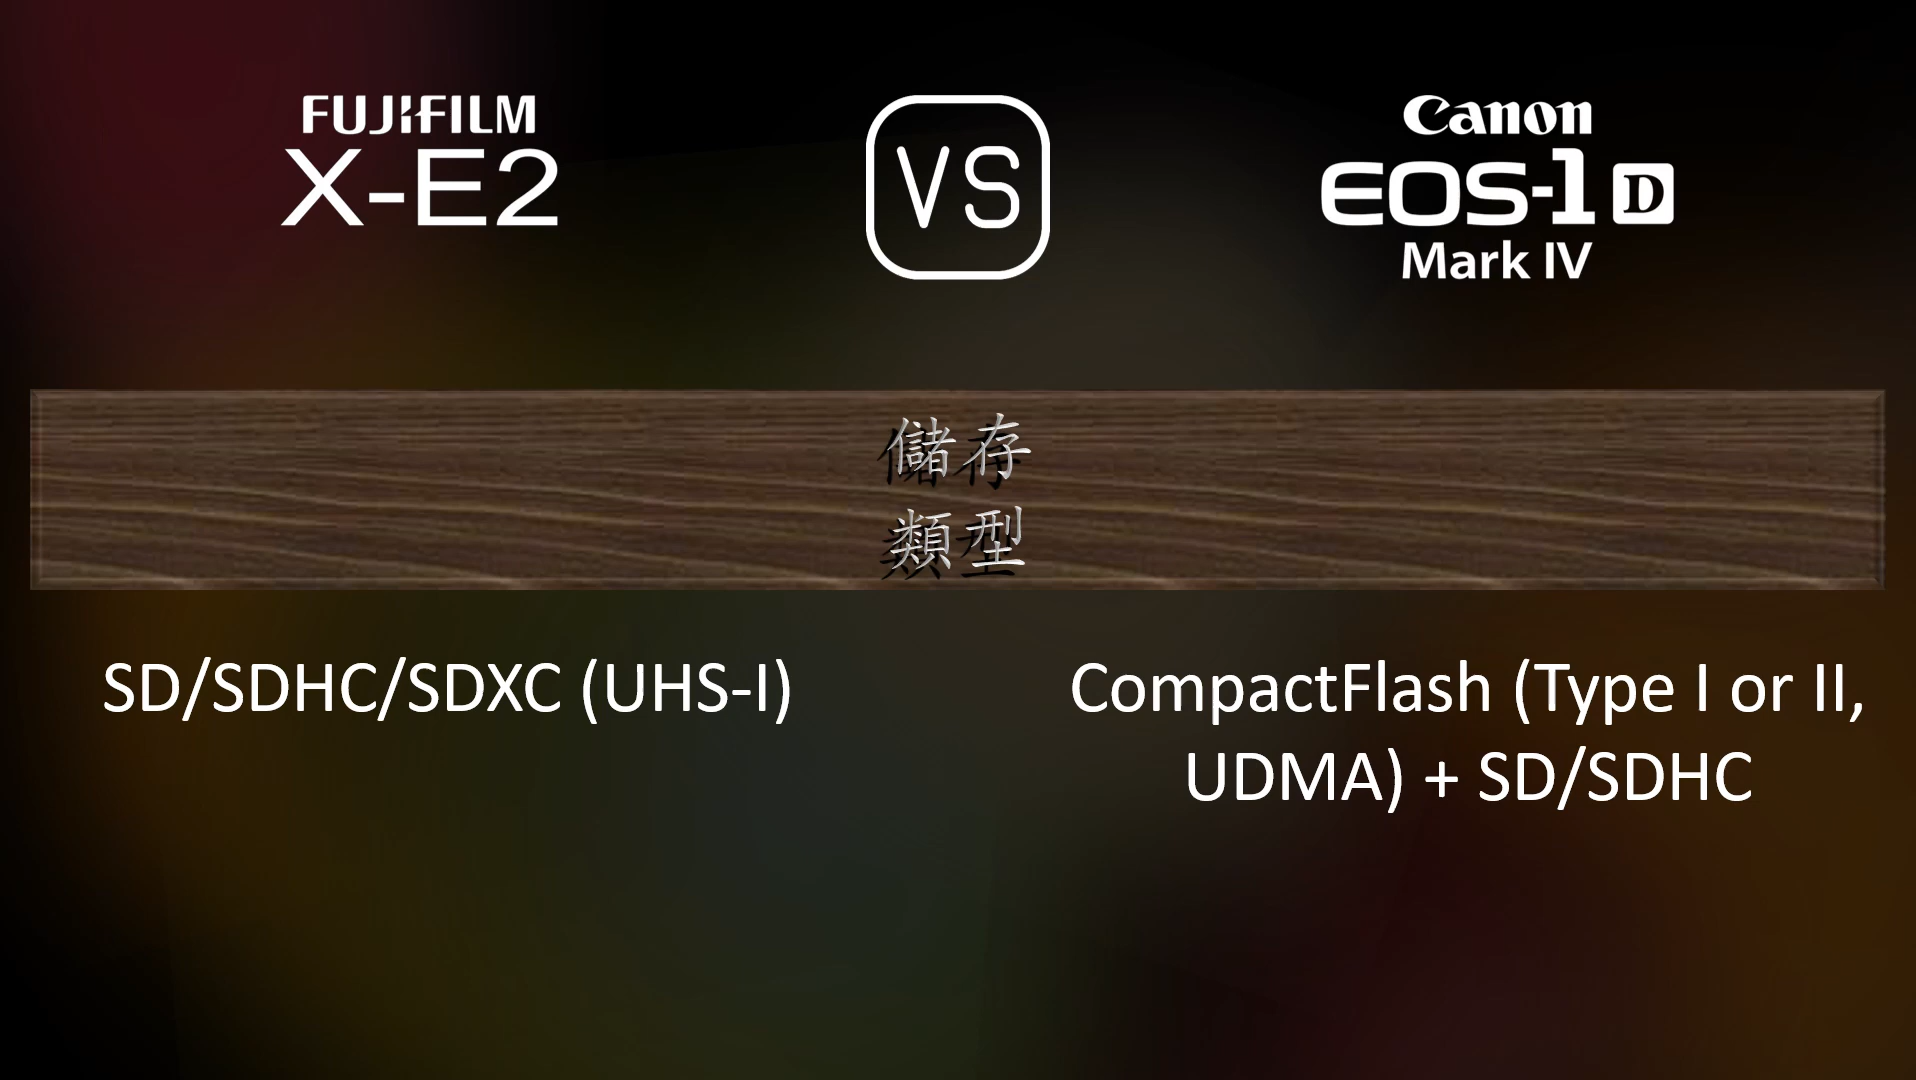 FUJIFILM
X-E2
VS
Canon
EOS-1D
Mark IV
儲存
類型
SD/SDHC/SDXC (UHS-I)
CompactFlash (Type I or II,
UDMA) + SD/SDHC